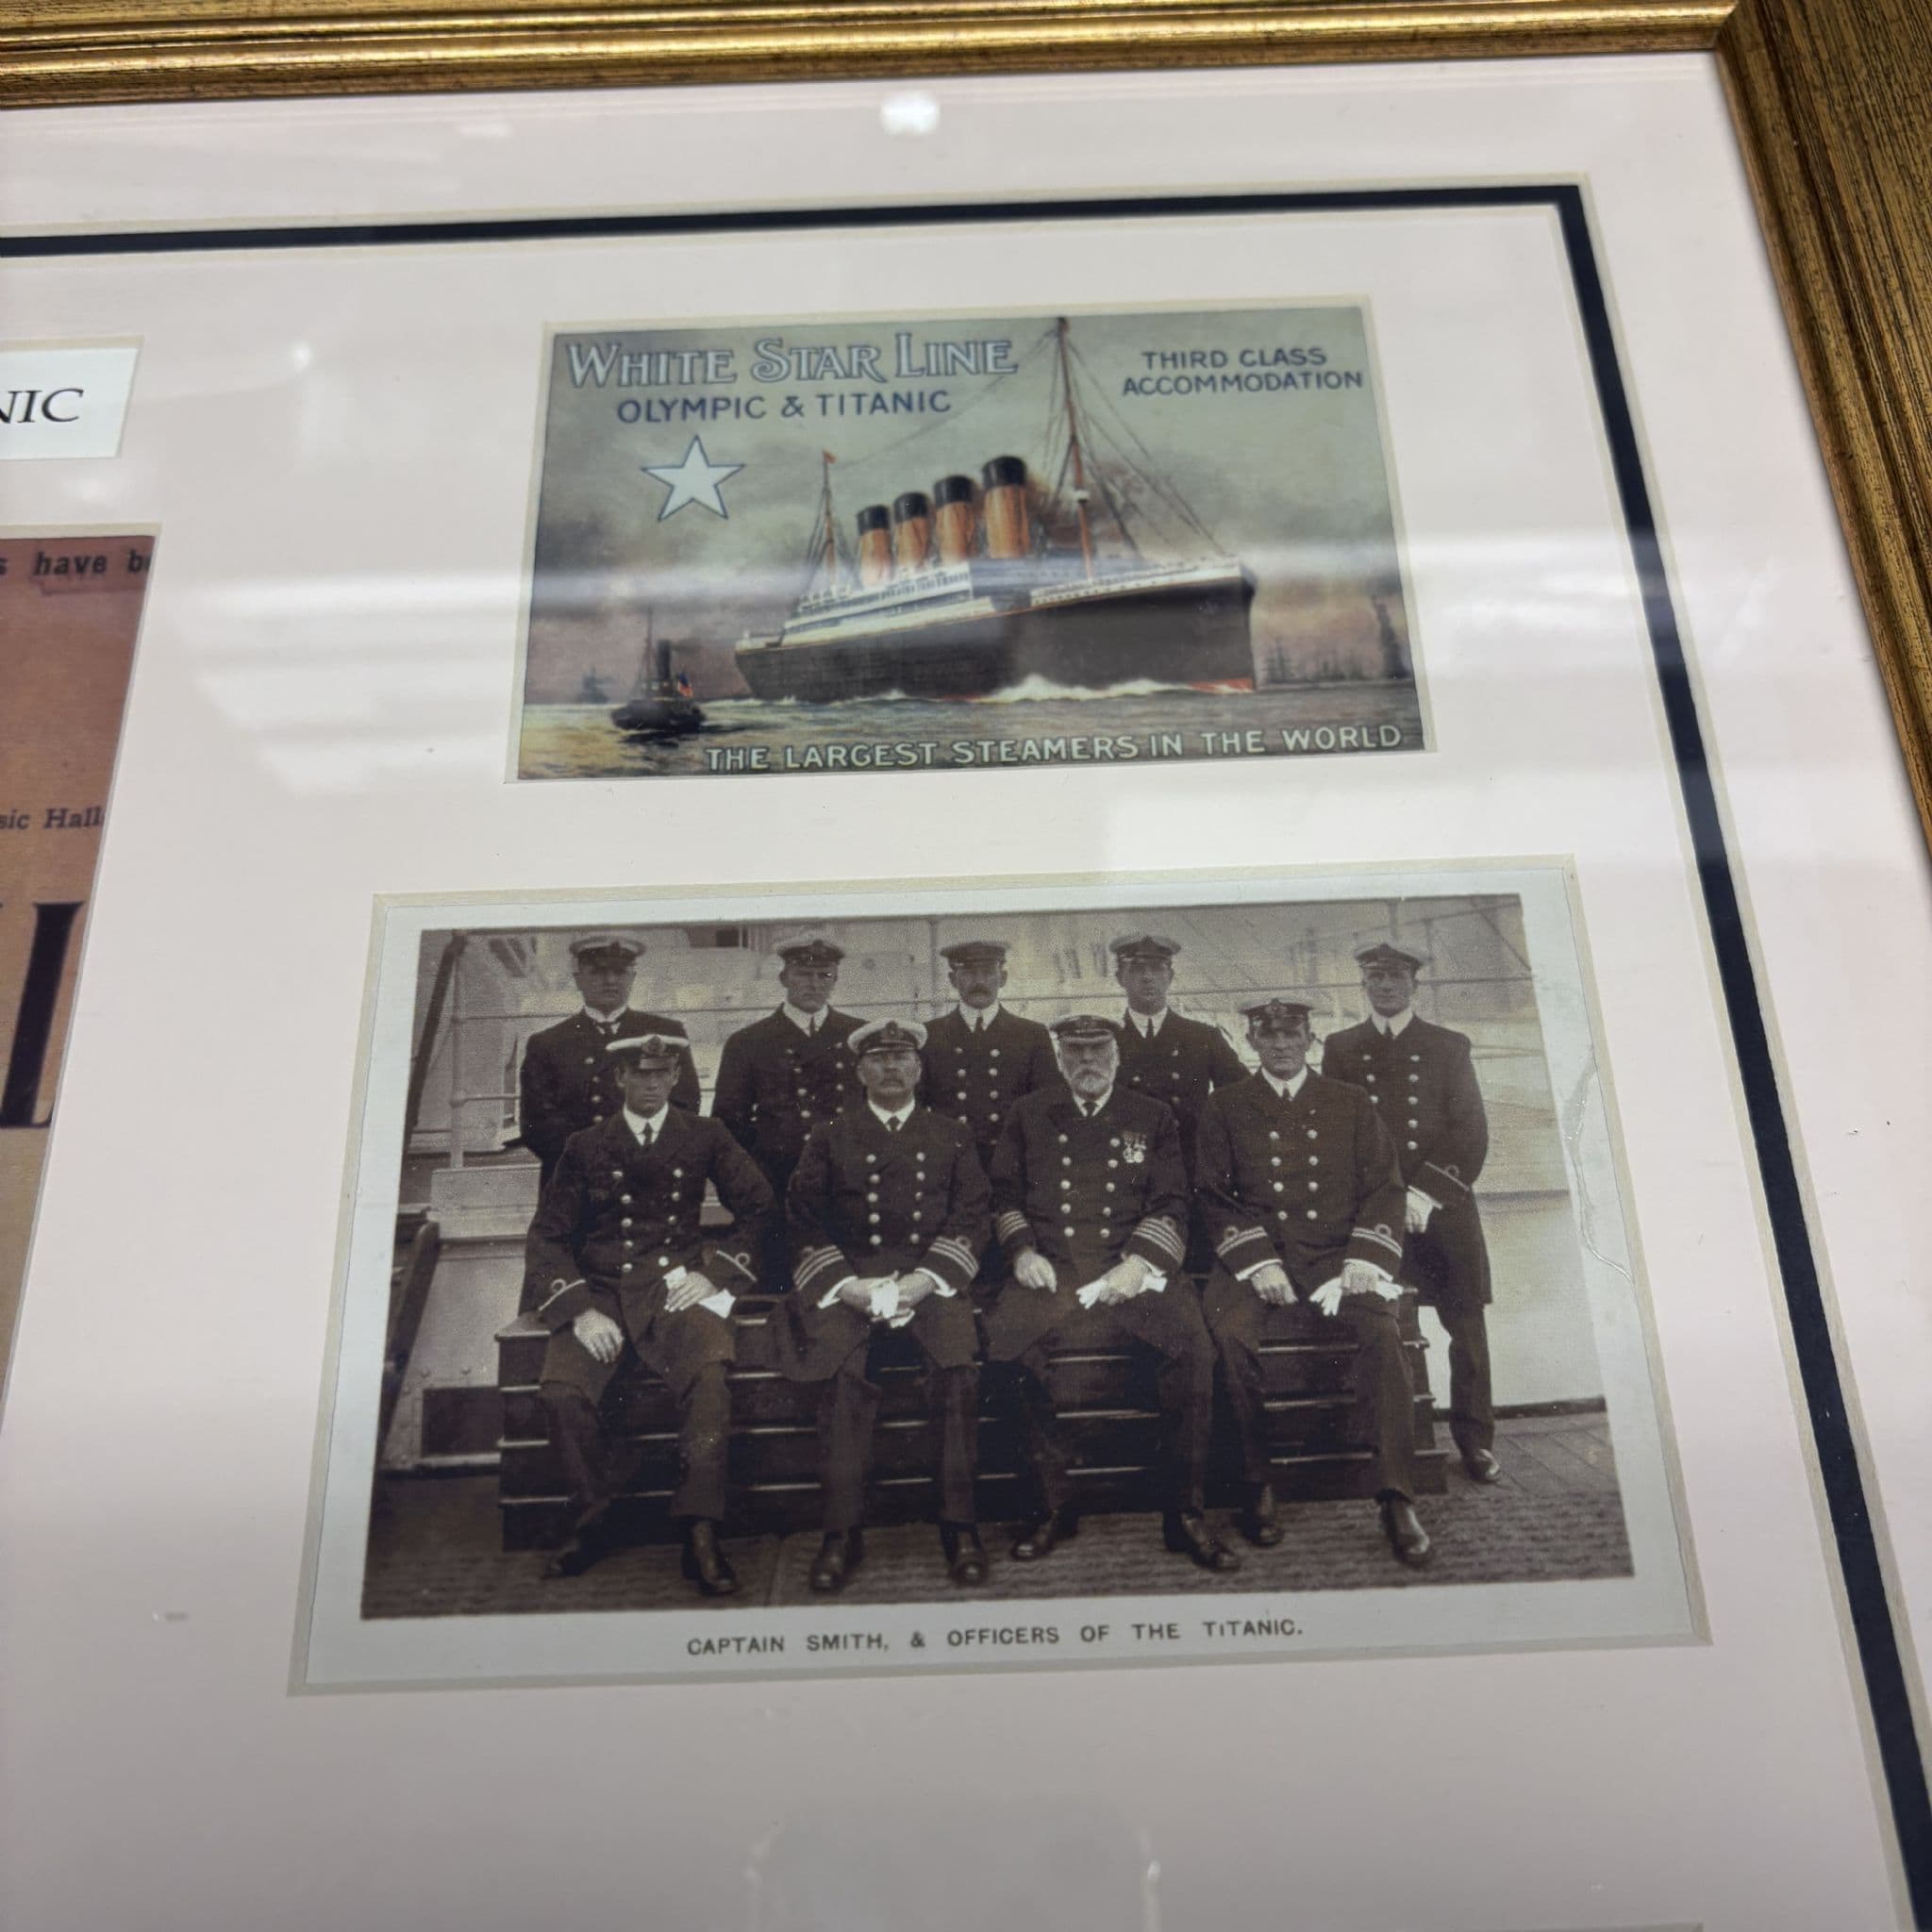 NIC
s have b
sic Hall
WHITE STAR LINE
OLYMPIC & TITANIC
THIRD CLASS
ACCOMMODATION
THE LARGEST STEAMERS IN THE WORLD
CAPTAIN SMITH, & OFFICERS OF THE TITANIC.